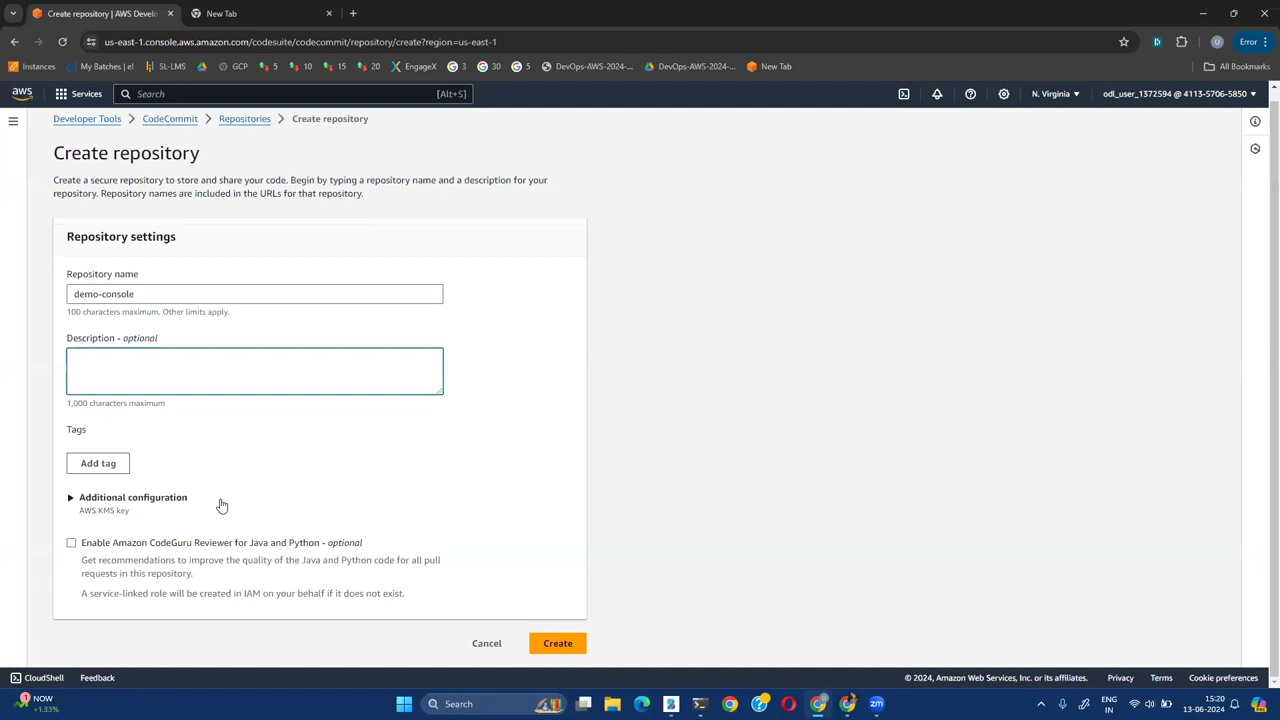 Create repository | AWS Develo
New Tab
us-east-1.console.aws.amazon.com/codesuite/codecommit/repository/create?region=us-east-1
Error
Instances
My Batches | e!
SL-LMS
GCP
5
10
15
20
EngageX
3
30
5
DevOps-AWS-2024-...
DevOps-AWS-2024-...
New Tab
All Bookmarks
aws
Services
Search
[Alt+S]
N. Virginia
odl_user_1372594 @ 4113-5706-5850
Developer Tools
CodeCommit
Repositories
Create repository
Create repository
Create a secure repository to store and share your code. Begin by typing a repository name and a description for your
repository. Repository names are included in the URLs for that repository.
Repository settings
Repository name
demo-console
100 characters maximum. Other limits apply.
Description - optional
1,000 characters maximum
Tags
Add tag
Additional configuration
AWS KMS key
Enable Amazon CodeGuru Reviewer for Java and Python - optional
Get recommendations to improve the quality of the Java and Python code for all pull
requests in this repository.
A service-linked role will be created in IAM on your behalf if it does not exist.
Cancel
Create
CloudShell
Feedback
© 2024, Amazon Web Services, Inc. or its affiliates.
Privacy
Terms
Cookie preferences
1
NOW
+1.33%
Search
zm
ENG
IN
15:20
13-06-2024